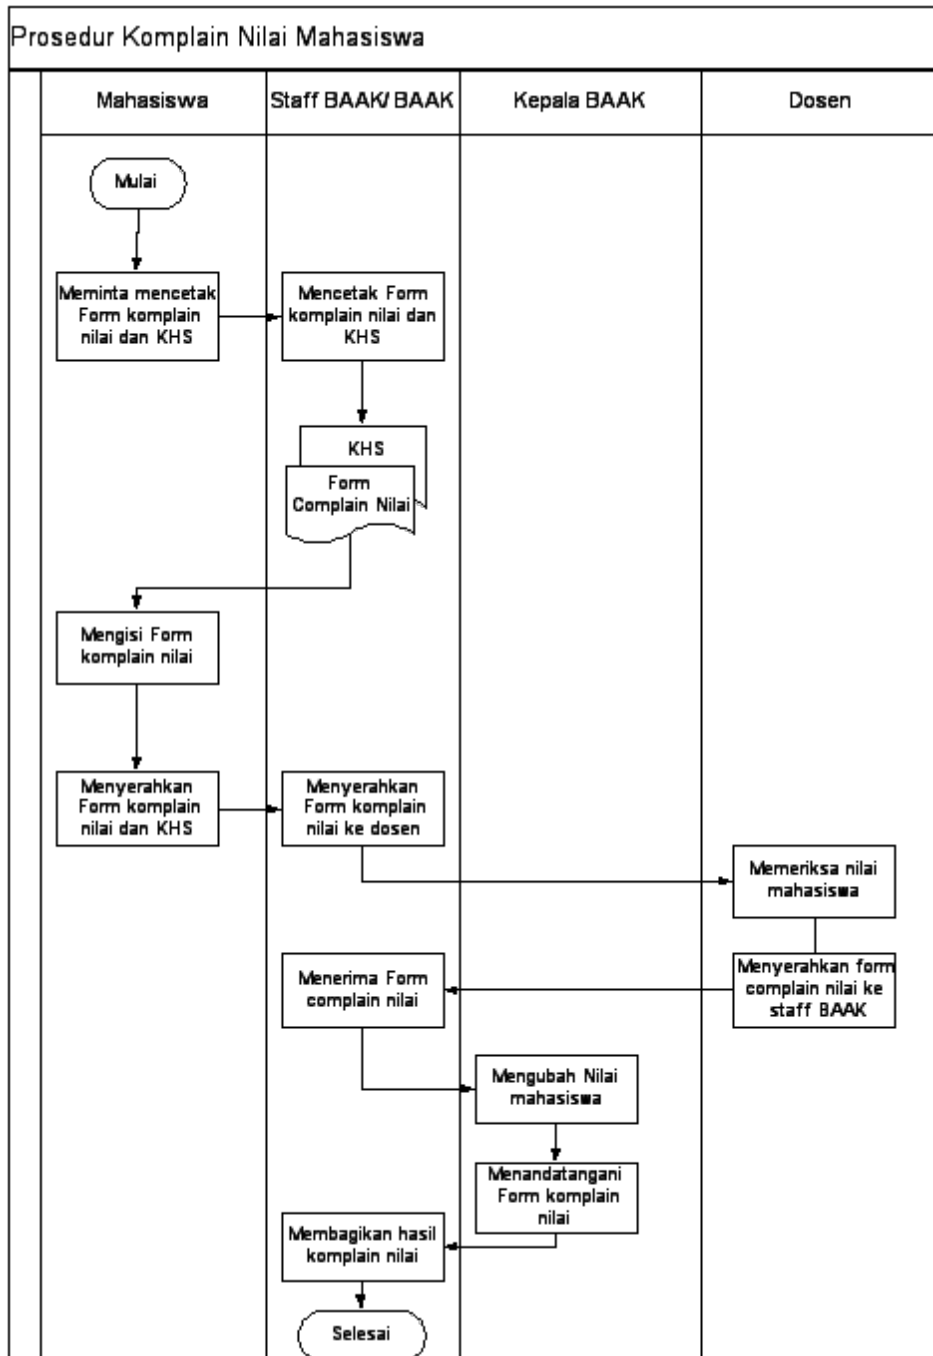 Prosedur Komplain Nilai Mahasiswa
Mahasiswa
Staff BAAK/ BAAK
Kepala BAAK
Dosen
Mulai
Meminta mencetak
Form komplain
nilai dan KHS
Mencetak Form
komplain nilai dan
KHS
KHS
Form
Complain Nilai
Mengisi Form
komplain nilai
Menyerahkan
Form komplain
nilai dan KHS
Menyerahkan
Form komplain
nilai ke dosen
Memeriksa nilai
mahasiswa
Menyerahkan form
complain nilai ke
staff BAAK
Menerima Form
complain nilai
Mengubah Nilai
mahasiswa
Menandatangani
Form komplain
nilai
Membagikan hasil
komplain nilai
Selesai